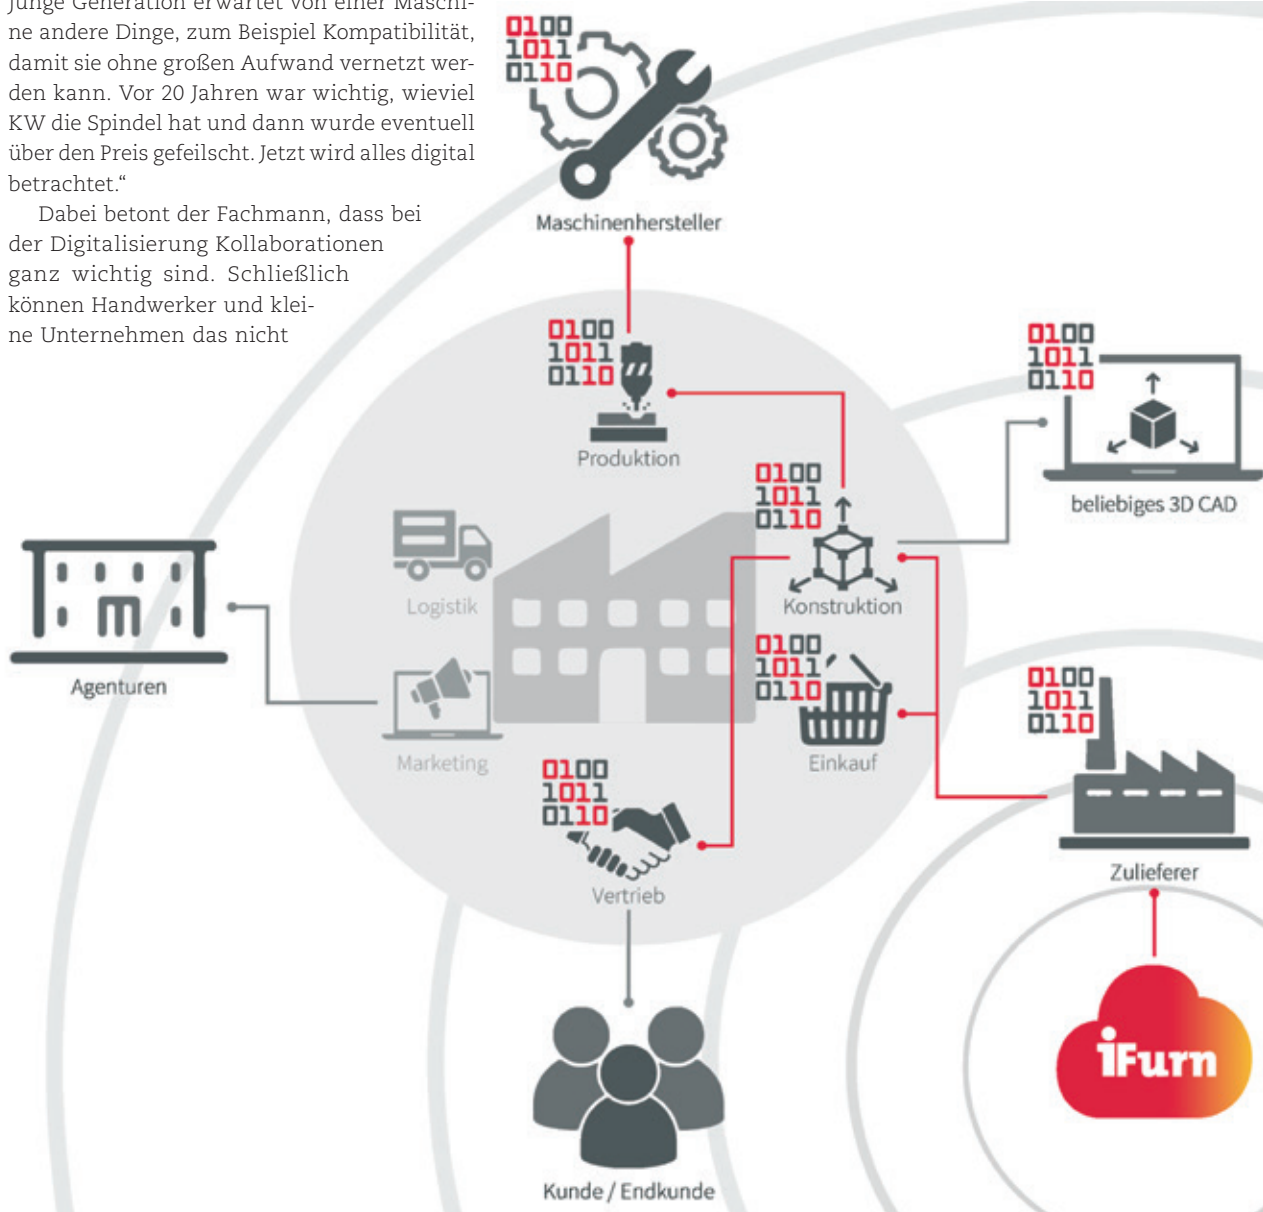 junge Generation erwartet von einer Maschi-
ne andere Dinge, zum Beispiel Kompatibilität,
damit sie ohne großen Aufwand vernetzt wer-
den kann. Vor 20 Jahren war wichtig, wieviel
KW die Spindel hat und dann wurde eventuell
über den Preis gefeilscht. Jetzt wird alles digital
betrachtet.“
Dabei betont der Fachmann, dass bei
der Digitalisierung Kollaborationen
ganz wichtig sind. Schließlich
können Handwerker und klei-
ne Unternehmen das nicht
0100
1011
0110
Maschinenhersteller
0100
1011
0110
Produktion
0100
1011
0110
beliebiges 3D CAD
0100
1011
0110
Konstruktion
Logistik
Agenturen
0100
1011
0110
Einkauf
Marketing
0100
1011
0110
Zulieferer
0100
1011
0110
Vertrieb
iFurn
Kunde / Endkunde